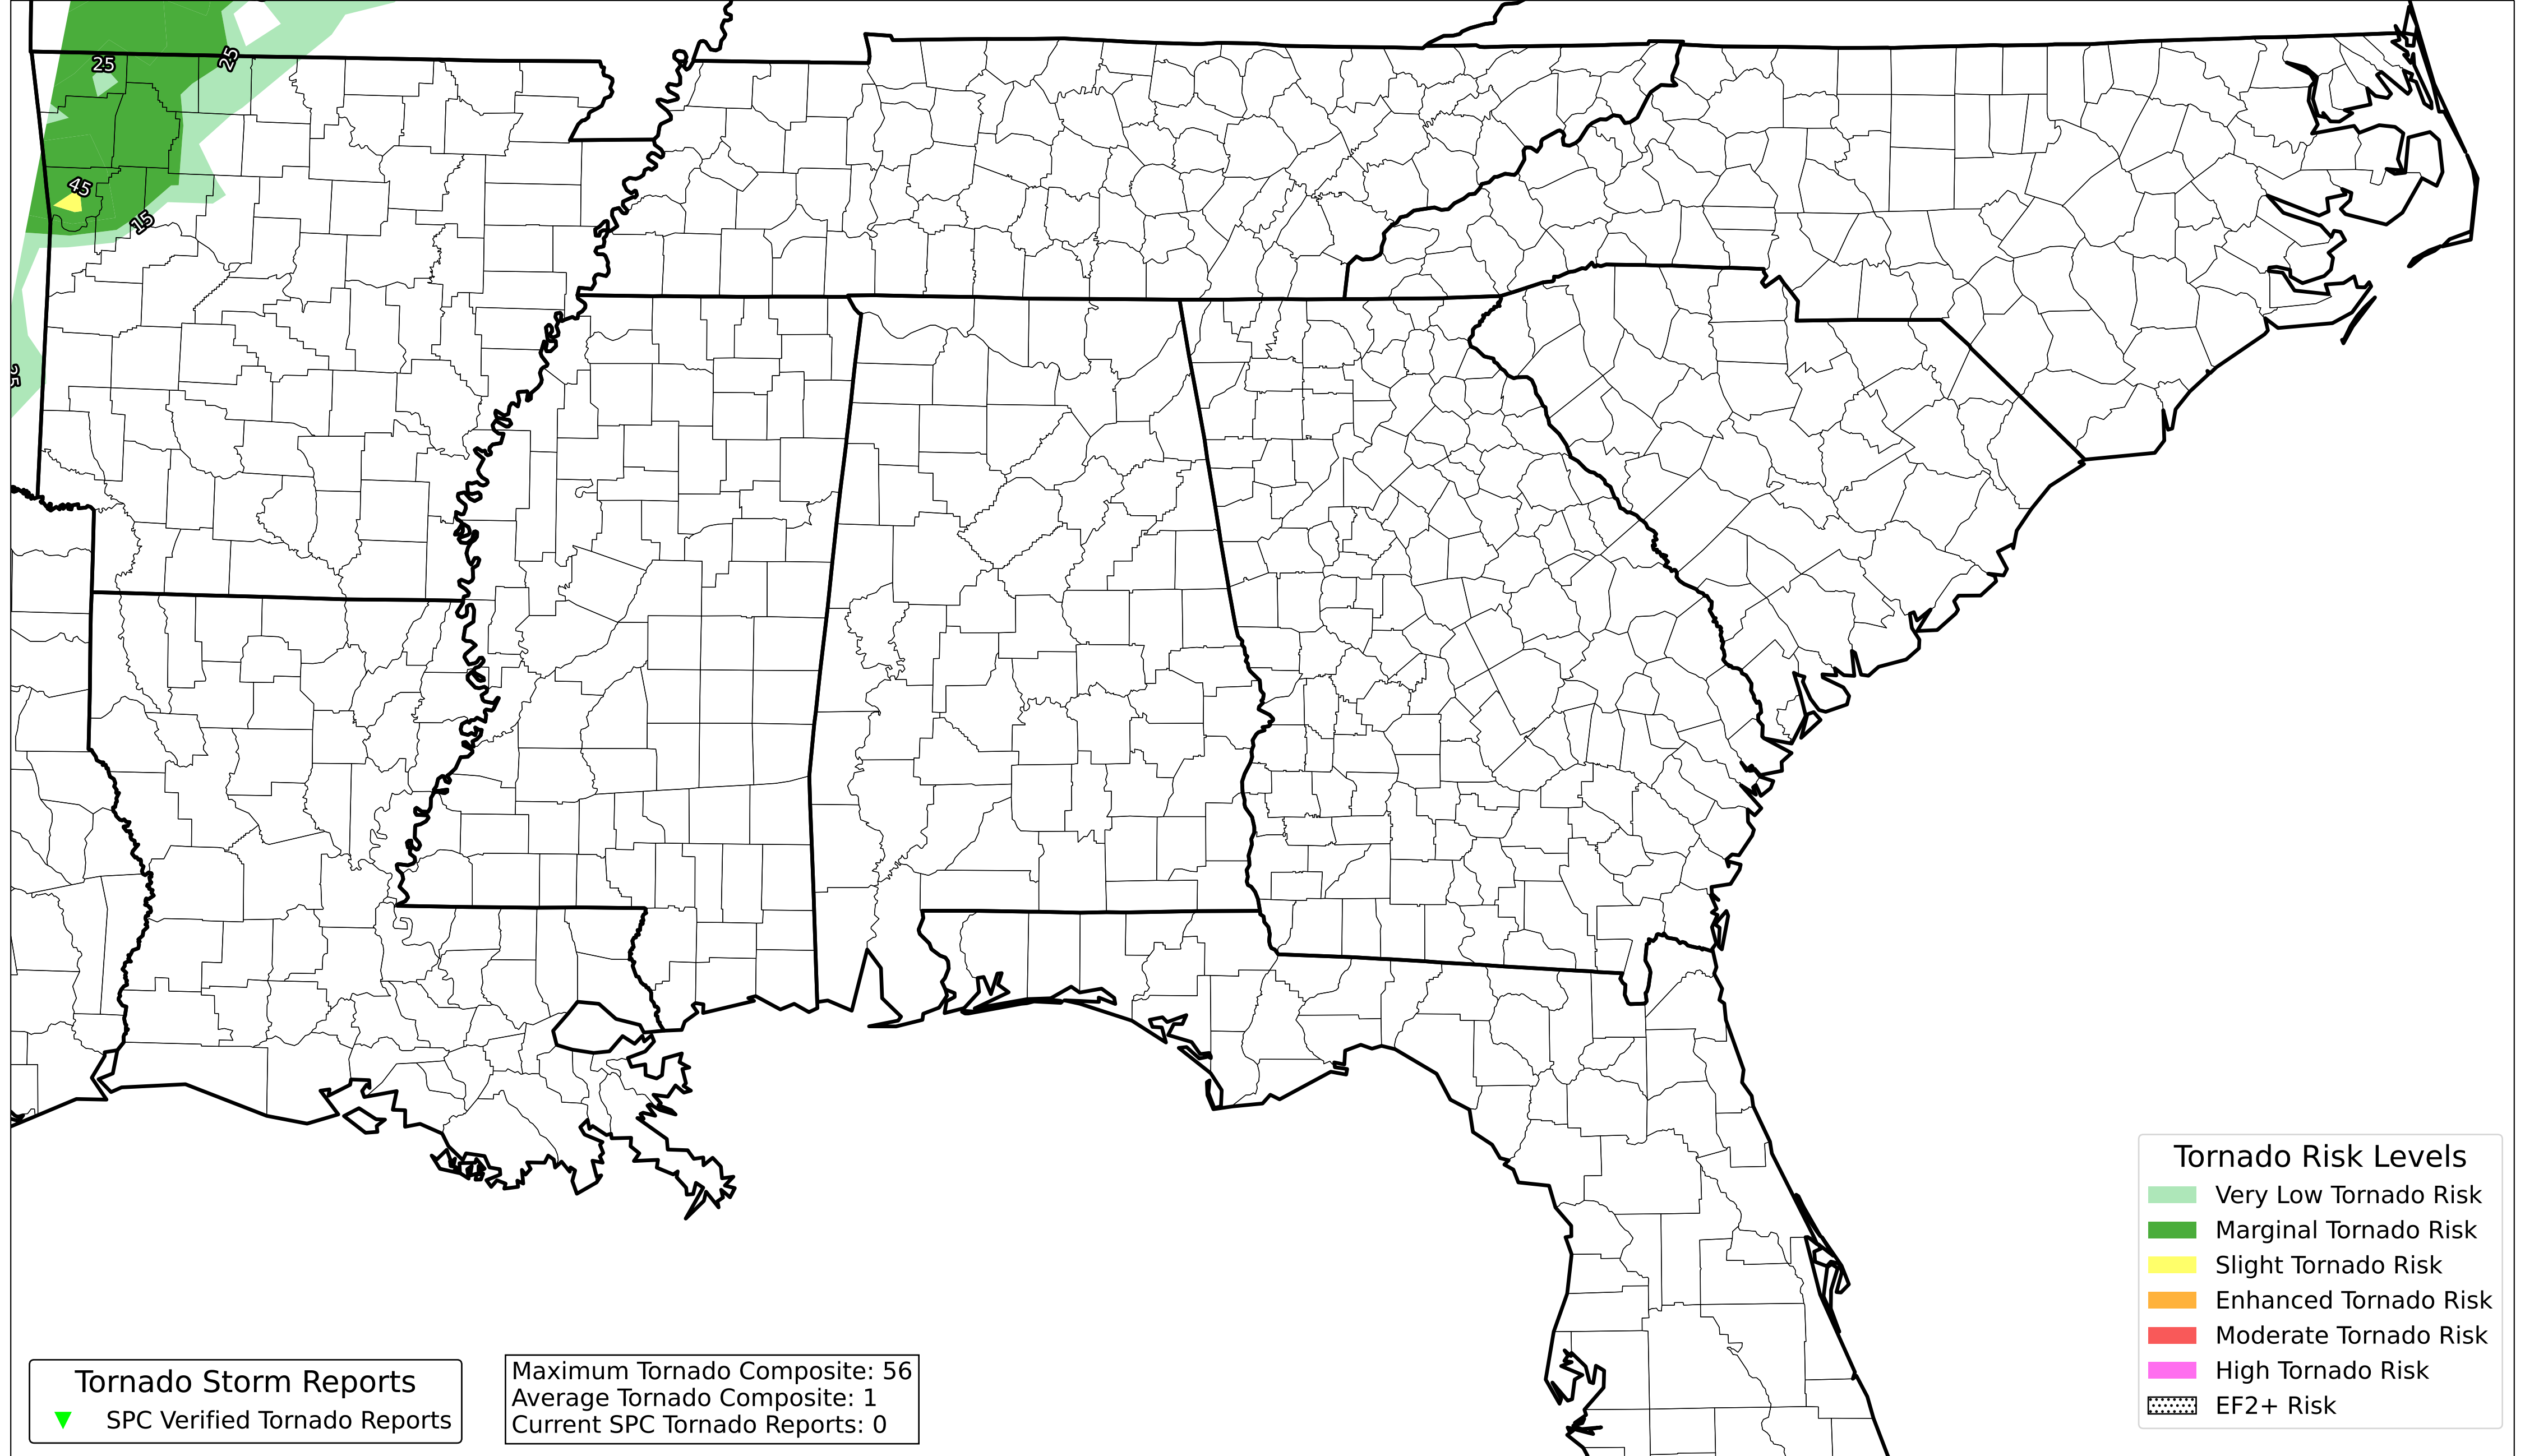 25
25
45
15
Tornado Storm Reports
SPC Verified Tornado Reports
Maximum Tornado Composite: 56
Average Tornado Composite: 1
Current SPC Tornado Reports: 0
Tornado Risk Levels
Very Low Tornado Risk
Marginal Tornado Risk
Slight Tornado Risk
Enhanced Tornado Risk
Moderate Tornado Risk
High Tornado Risk
EF2+ Risk